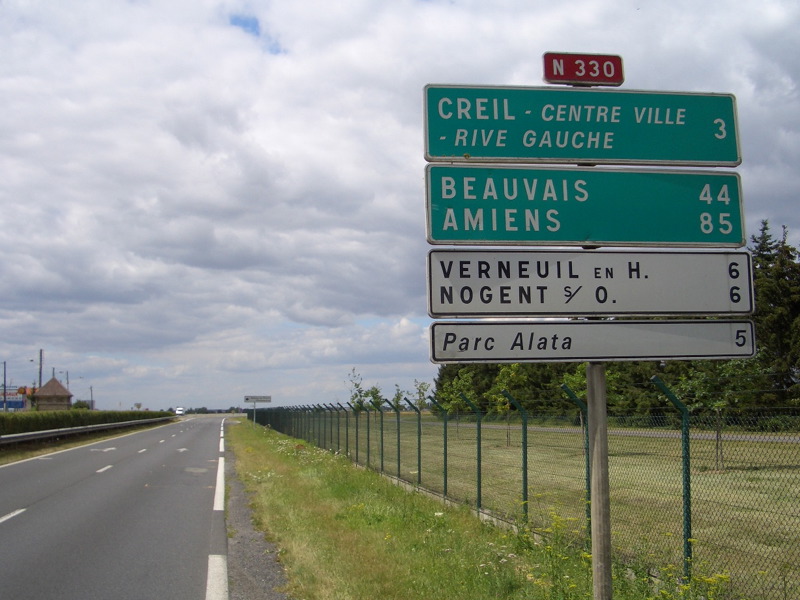 N 330
CREIL - CENTRE VILLE 3
- RIVE GAUCHE
BEAUVAIS 44
AMIENS 85
VERNEUIL EN H. 6
NOGENT s/ O. 6
Parc Alata 5